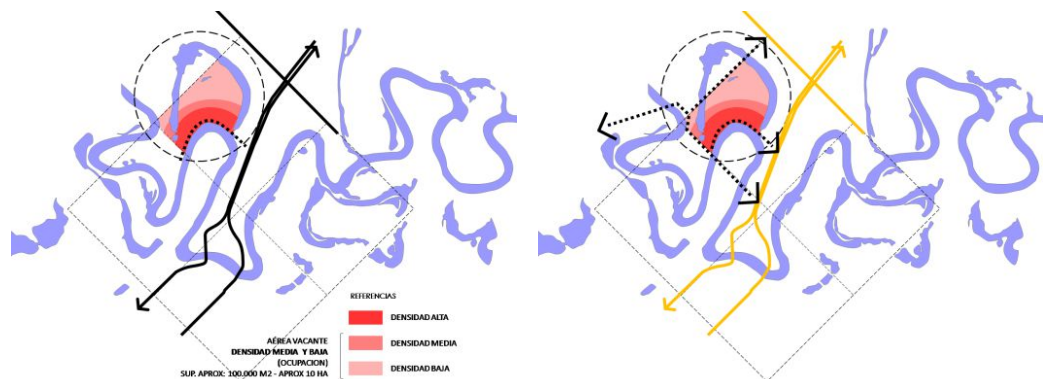 REFERENCIAS
DENSIDAD ALTA
AÉREA VACANTE
DENSIDAD MEDIA Y BAJA
(OCUPACION)
SUP. APROX: 100.000 M2 - APROX 10 HA
DENSIDAD MEDIA
DENSIDAD BAJA